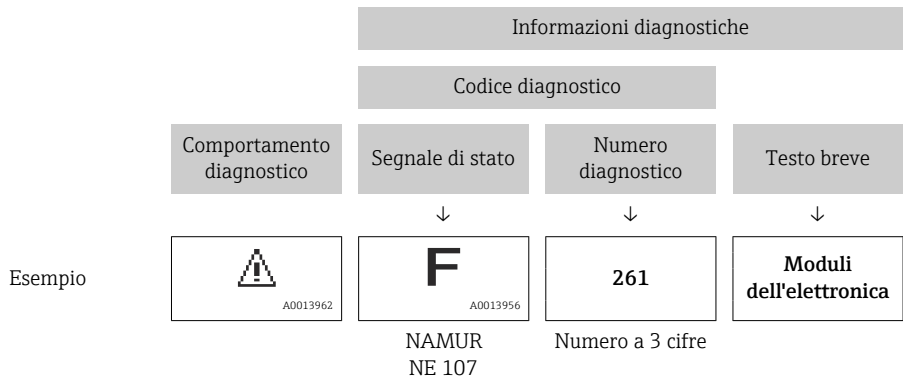 Informazioni diagnostiche
Codice diagnostico
Comportamento
diagnostico
Segnale di stato
Numero
diagnostico
Testo breve
↓ ↓ ↓
Esempio
A0013962
F
A0013956
261
Moduli
dell'elettronica
NAMUR
NE 107
Numero a 3 cifre